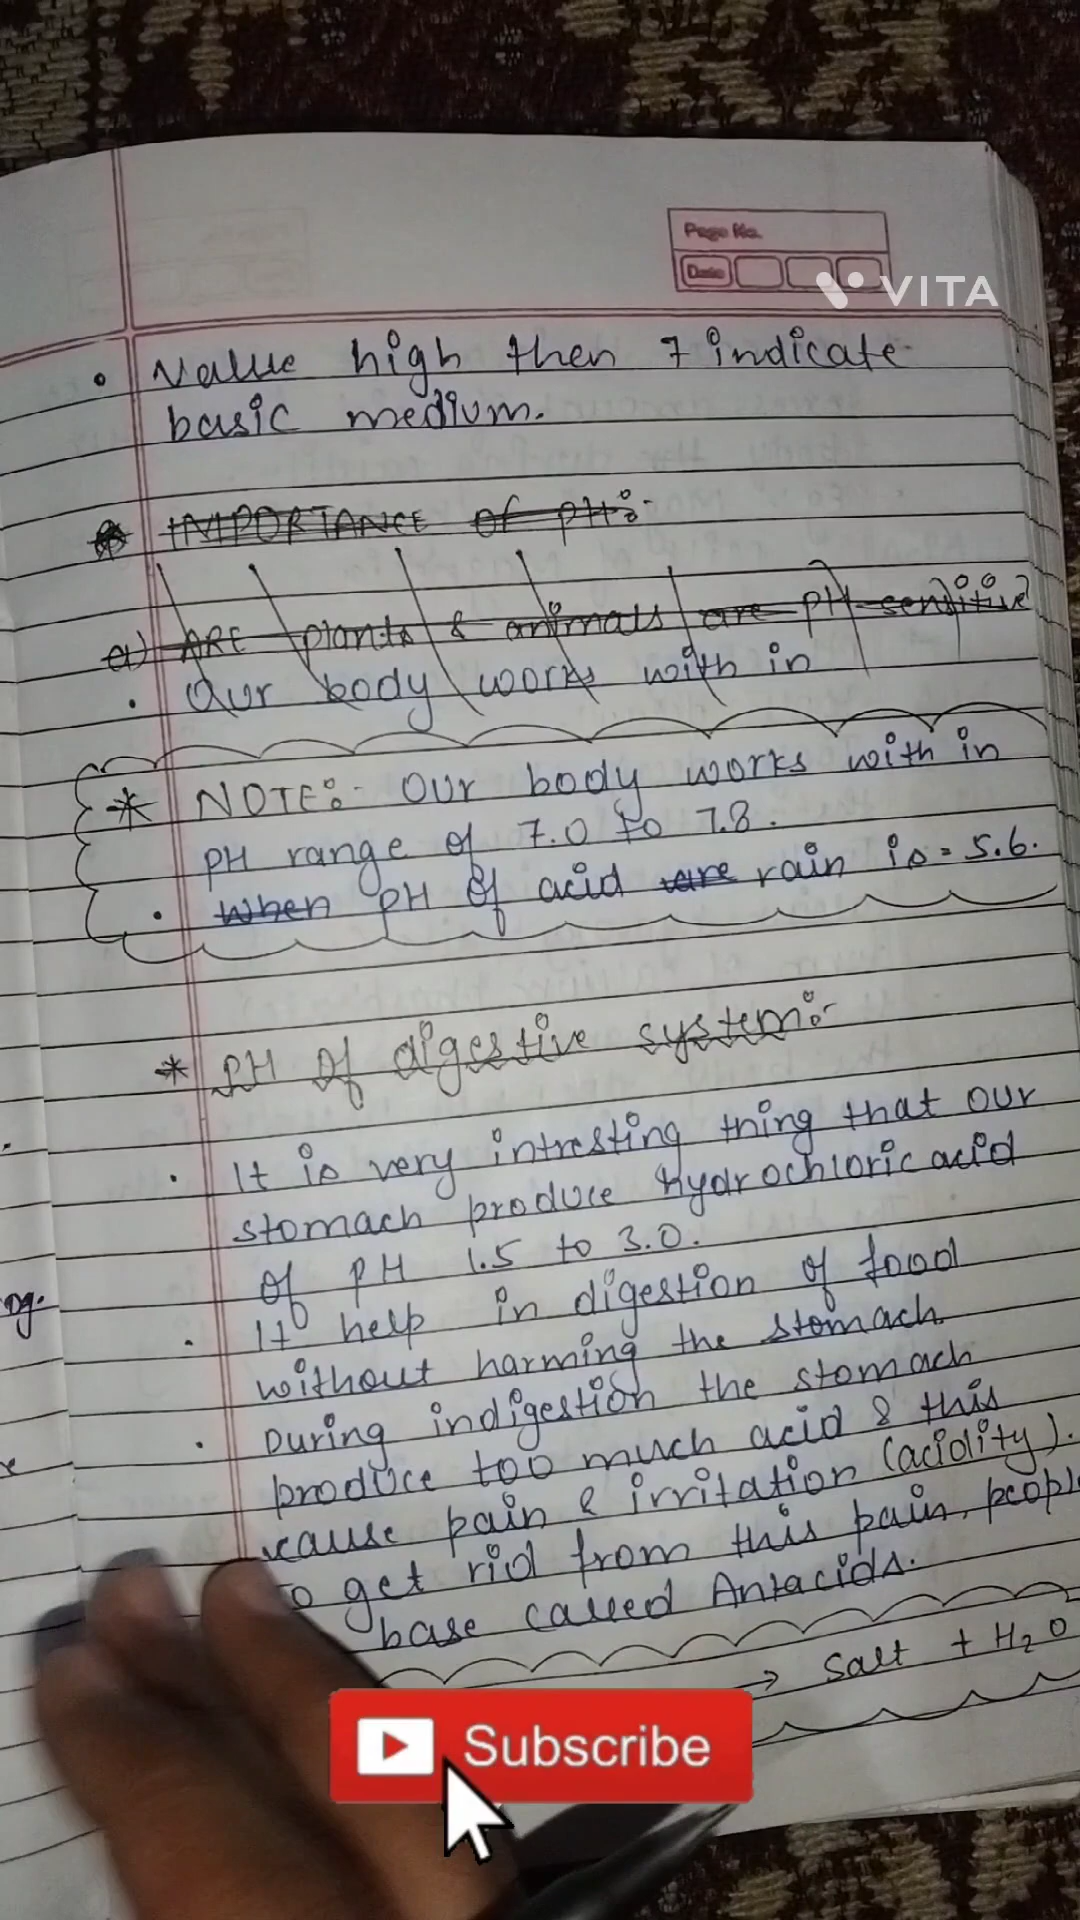 Page No.
Date
VITA
• Value high then 7 indicate
basic medium.
IMPORTANCE of pH:-
a) ARE plants & animals are pH sensitive?
• Our body works with in
* NOTE:- Our body works with in
pH range of 7.0 to 7.8.
• when pH of acid rain is = 5.6.
* PH of digestive system:-
• It is very intresting thing that our
stomach produce hydrochloric acid
of pH 1.5 to 3.0.
• It help in digestion of food
without harming the stomach
• During indigestion the stomach
produce too much acid & this
cause pain & irritation (acidity).
get rid from this pain, peopl
base called Antacids.
→ Salt + H2O
Subscribe
og.